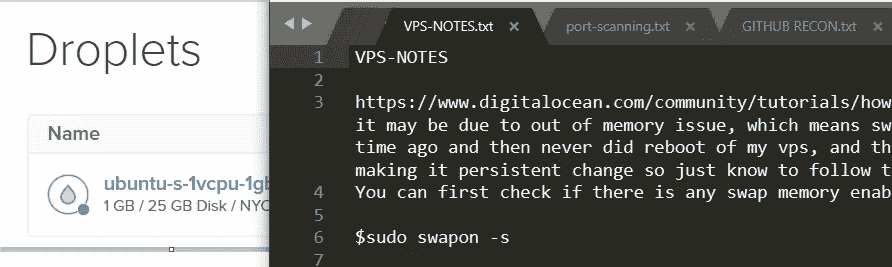 Droplets
Name
ubuntu-s-1vcpu-1gb
1 GB / 25 GB Disk / NYC
VPS-NOTES.txt ×
port-scanning.txt ×
GITHUB RECON.txt ×
1 VPS-NOTES
2
3 https://www.digitalocean.com/community/tutorials/how
it may be due to out of memory issue, which means sw
time ago and then never did reboot of my vps, and th
making it persistent change so just know to follow t
4 You can first check if there is any swap memory enab
5
6 $sudo swapon -s
7